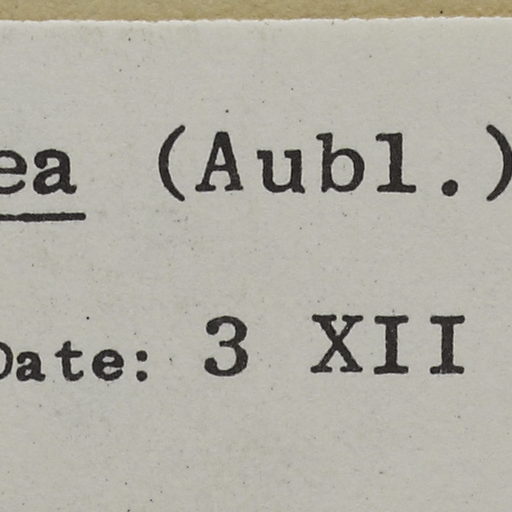 ea (Aubl.)
Date: 3 XII